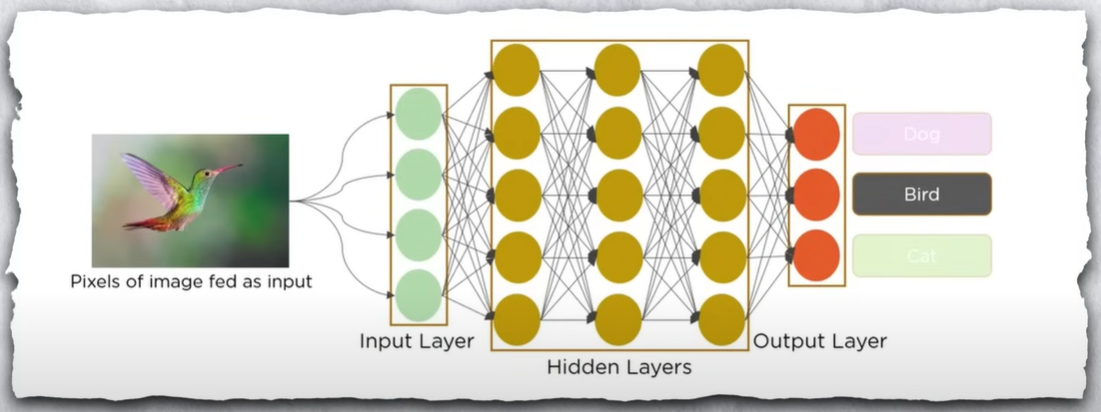 Pixels of image fed as input
Input Layer
Hidden Layers
Output Layer
Dog
Bird
Cat